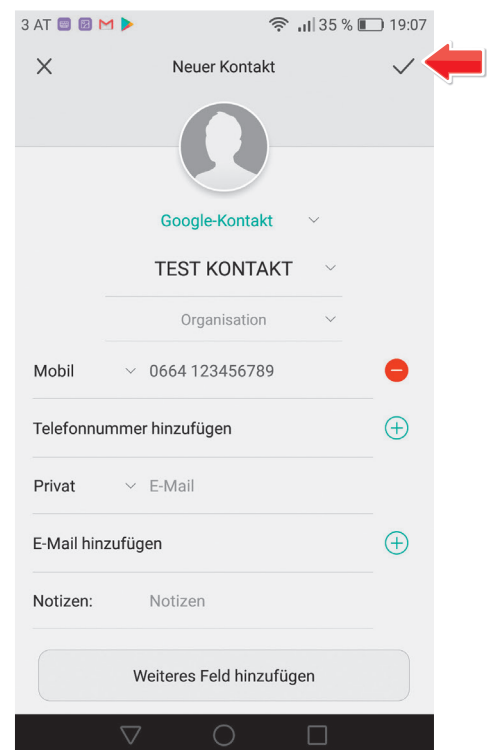 3 AT 35 % 19:07
Neuer Kontakt
Google-Kontakt
TEST KONTAKT
Organisation
Mobil 0664 123456789
Telefonnummer hinzufügen
Privat E-Mail
E-Mail hinzufügen
Notizen: Notizen
Weiteres Feld hinzufügen